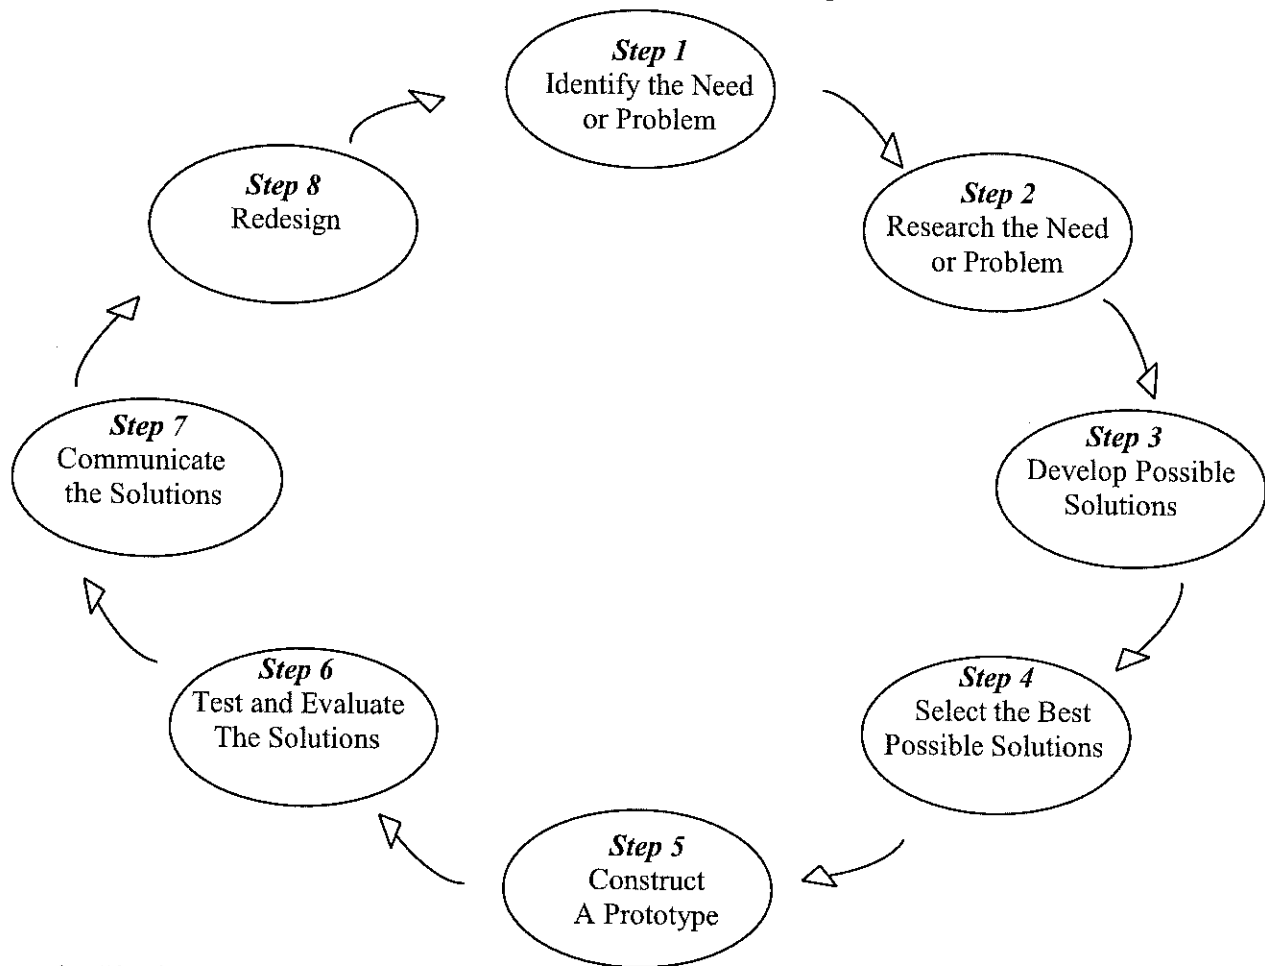 Step 1
Identify the Need
or Problem
Step 2
Research the Need
or Problem
Step 3
Develop Possible
Solutions
Step 4
Select the Best
Possible Solutions
Step 5
Construct
A Prototype
Step 6
Test and Evaluate
The Solutions
Step 7
Communicate
the Solutions
Step 8
Redesign